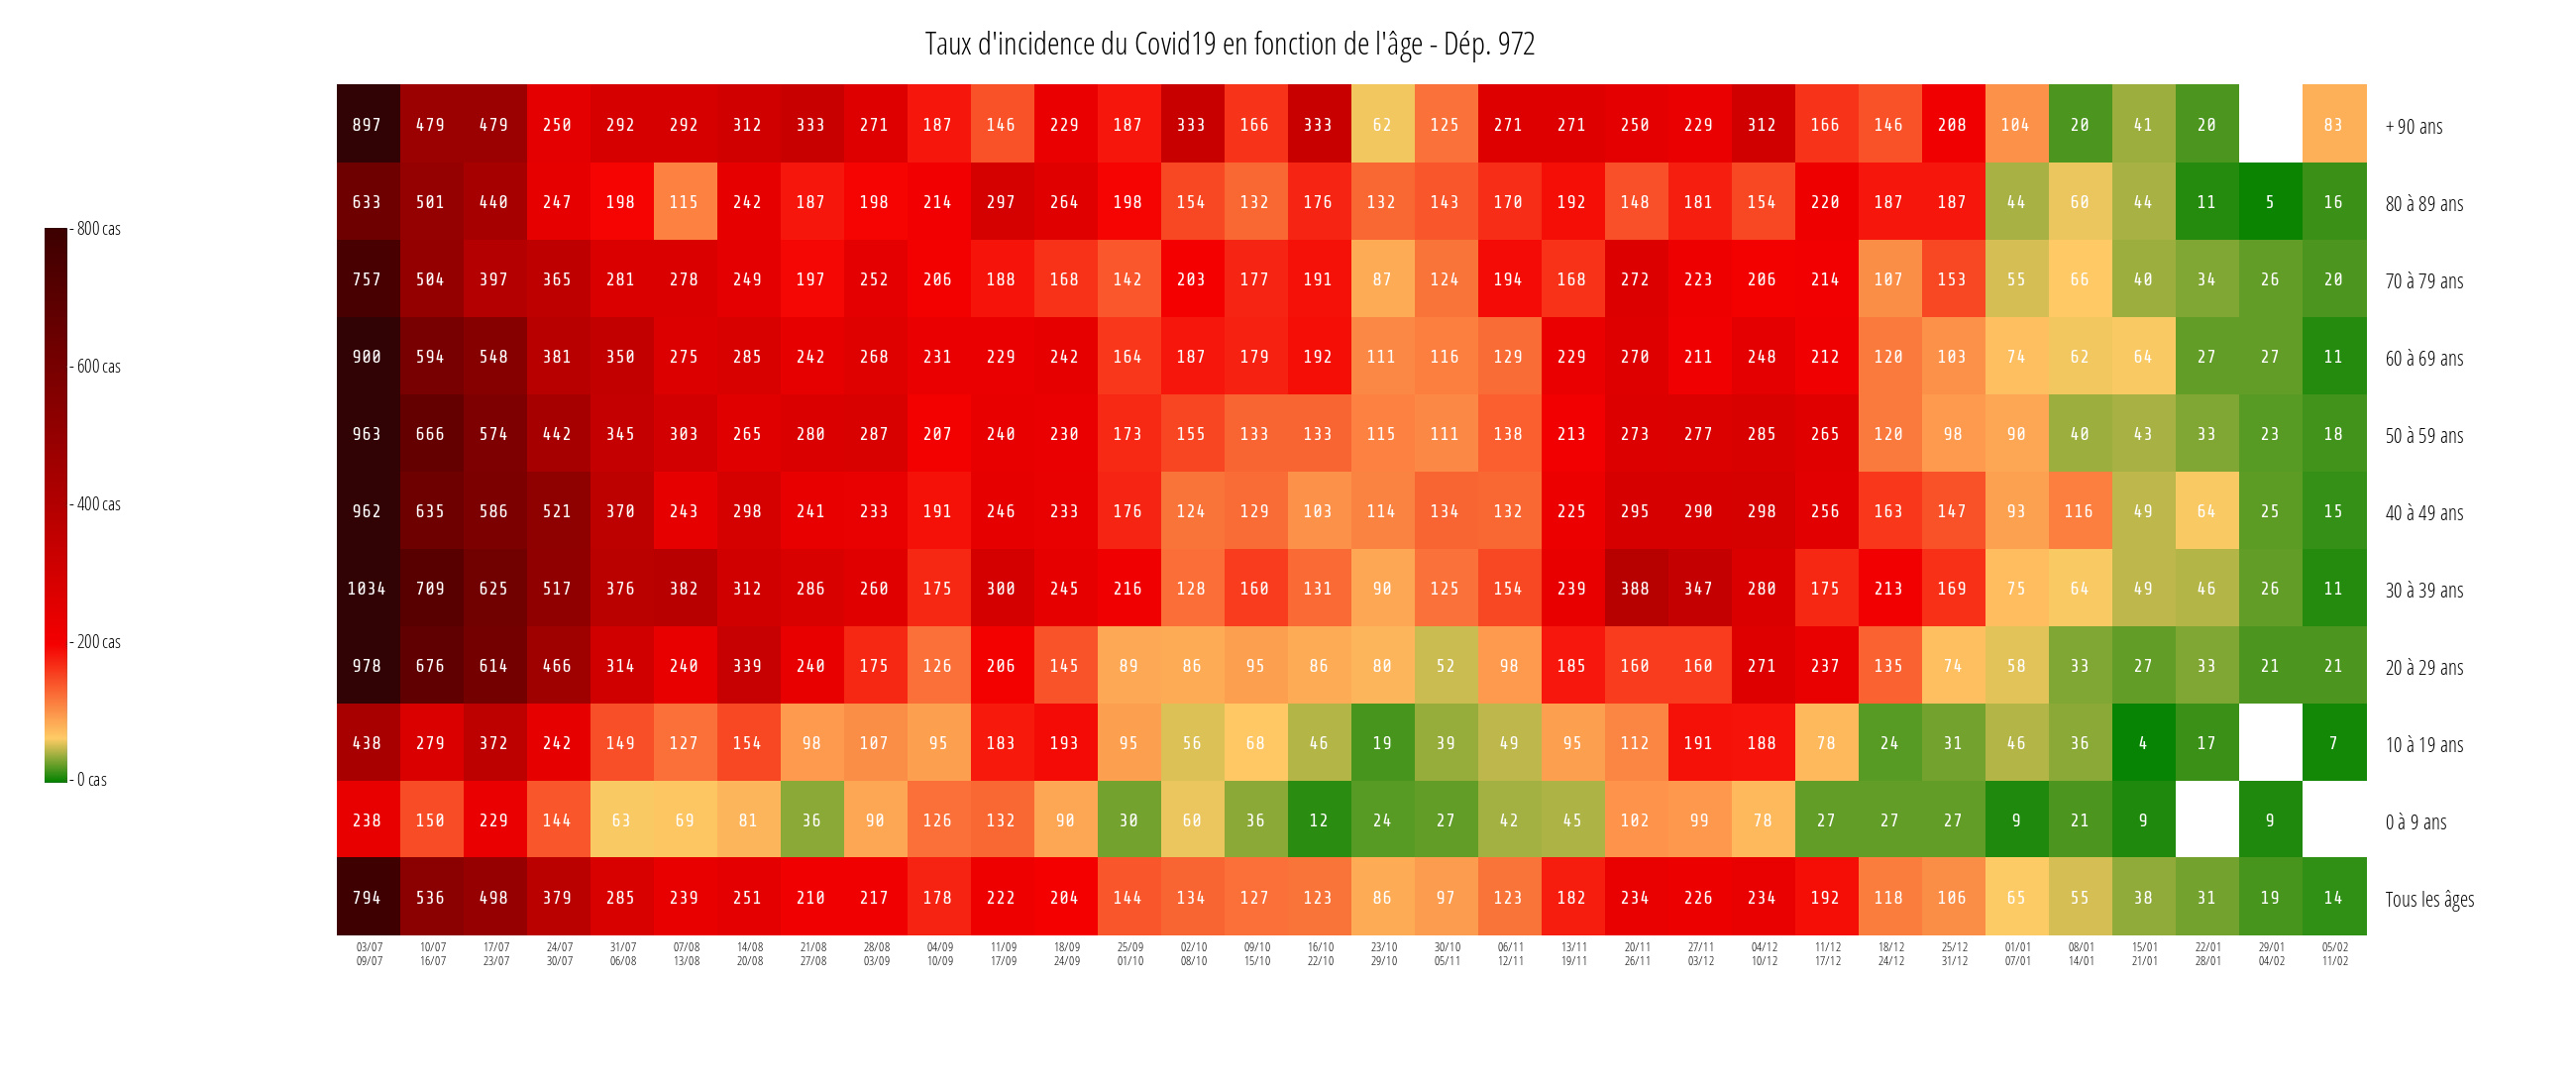 Taux d'incidence du Covid19 en fonction de l'âge - Dép. 972
- 800 cas
- 600 cas
- 400 cas
- 200 cas
- 0 cas
897 479 479 250 292 292 312 333 271 187 146 229 187 333 166 333 62 125 271 271 250 229 312 166 146 208 104 20 41 20 83 + 90 ans
633 501 440 247 198 115 242 187 198 214 297 264 198 154 132 176 132 143 170 192 148 181 154 220 187 187 44 60 44 11 5 16 80 à 89 ans
757 504 397 365 281 278 249 197 252 206 188 168 142 203 177 191 87 124 194 168 272 223 206 214 107 153 55 66 40 34 26 20 70 à 79 ans
900 594 548 381 350 275 285 242 268 231 229 242 164 187 179 192 111 116 129 229 270 211 248 212 120 103 74 62 64 27 27 11 60 à 69 ans
963 666 574 442 345 303 265 280 287 207 240 230 173 155 133 133 115 111 138 213 273 277 285 265 120 98 90 40 43 33 23 18 50 à 59 ans
962 635 586 521 370 243 298 241 233 191 246 233 176 124 129 103 114 134 132 225 295 290 298 256 163 147 93 116 49 64 25 15 40 à 49 ans
1034 709 625 517 376 382 312 286 260 175 300 245 216 128 160 131 90 125 154 239 388 347 280 175 213 169 75 64 49 46 26 11 30 à 39 ans
978 676 614 466 314 240 339 240 175 126 206 145 89 86 95 86 80 52 98 185 160 160 271 237 135 74 58 33 27 33 21 21 20 à 29 ans
438 279 372 242 149 127 154 98 107 95 183 193 95 56 68 46 19 39 49 95 112 191 188 78 24 31 46 36 4 17 7 10 à 19 ans
238 150 229 144 63 69 81 36 90 126 132 90 30 60 36 12 24 27 42 45 102 99 78 27 27 27 9 21 9 9 0 à 9 ans
794 536 498 379 285 239 251 210 217 178 222 204 144 134 127 123 86 97 123 182 234 226 234 192 118 106 65 55 38 31 19 14 Tous les âges
03/07 10/07 17/07 24/07 31/07 07/08 14/08 21/08 28/08 04/09 11/09 18/09 25/09 02/10 09/10 16/10 23/10 30/10 06/11 13/11 20/11 27/11 04/12 11/12 18/12 25/12 01/01 08/01 15/01 22/01 29/01 05/02
09/07 16/07 23/07 30/07 06/08 13/08 20/08 27/08 03/09 10/09 17/09 24/09 01/10 08/10 15/10 22/10 29/10 05/11 12/11 19/11 26/11 03/12 10/12 17/12 24/12 31/12 07/01 14/01 21/01 28/01 04/02 11/02